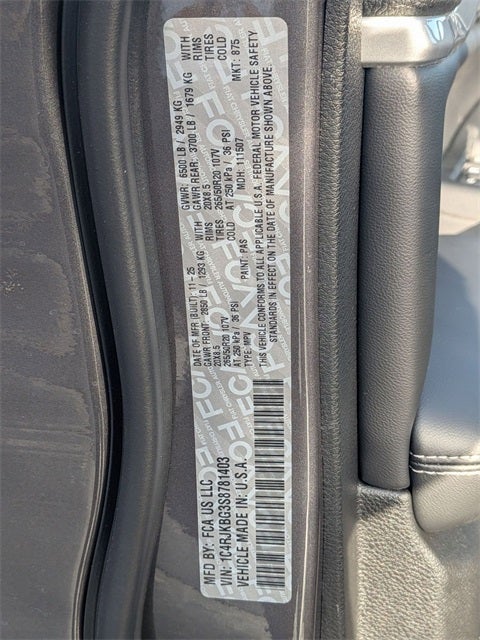 MFD BY: FCA US LLC
DATE OF MFR (BUILT): 11-25
GVWR: 6500 LB / 2949 KG
GAWR FRONT: 2850 LB / 1293 KG WITH
20X8.5 RIMS
265/50R20 107V TIRES
AT 250 kPa / 36 PSI COLD
GAWR REAR: 3700 LB / 1679 KG WITH
20X8.5 RIMS
265/50R20 107V TIRES
AT 250 kPa / 36 PSI COLD
VIN: 1C4RJKBG3S8781403
TYPE: MPV
PAINT: PAS
MDH: 111507
MKT: 875
VEHICLE MADE IN: U.S.A.
THIS VEHICLE CONFORMS TO ALL APPLICABLE U.S.A. FEDERAL MOTOR VEHICLE SAFETY
STANDARDS IN EFFECT ON THE DATE OF MANUFACTURE SHOWN ABOVE.